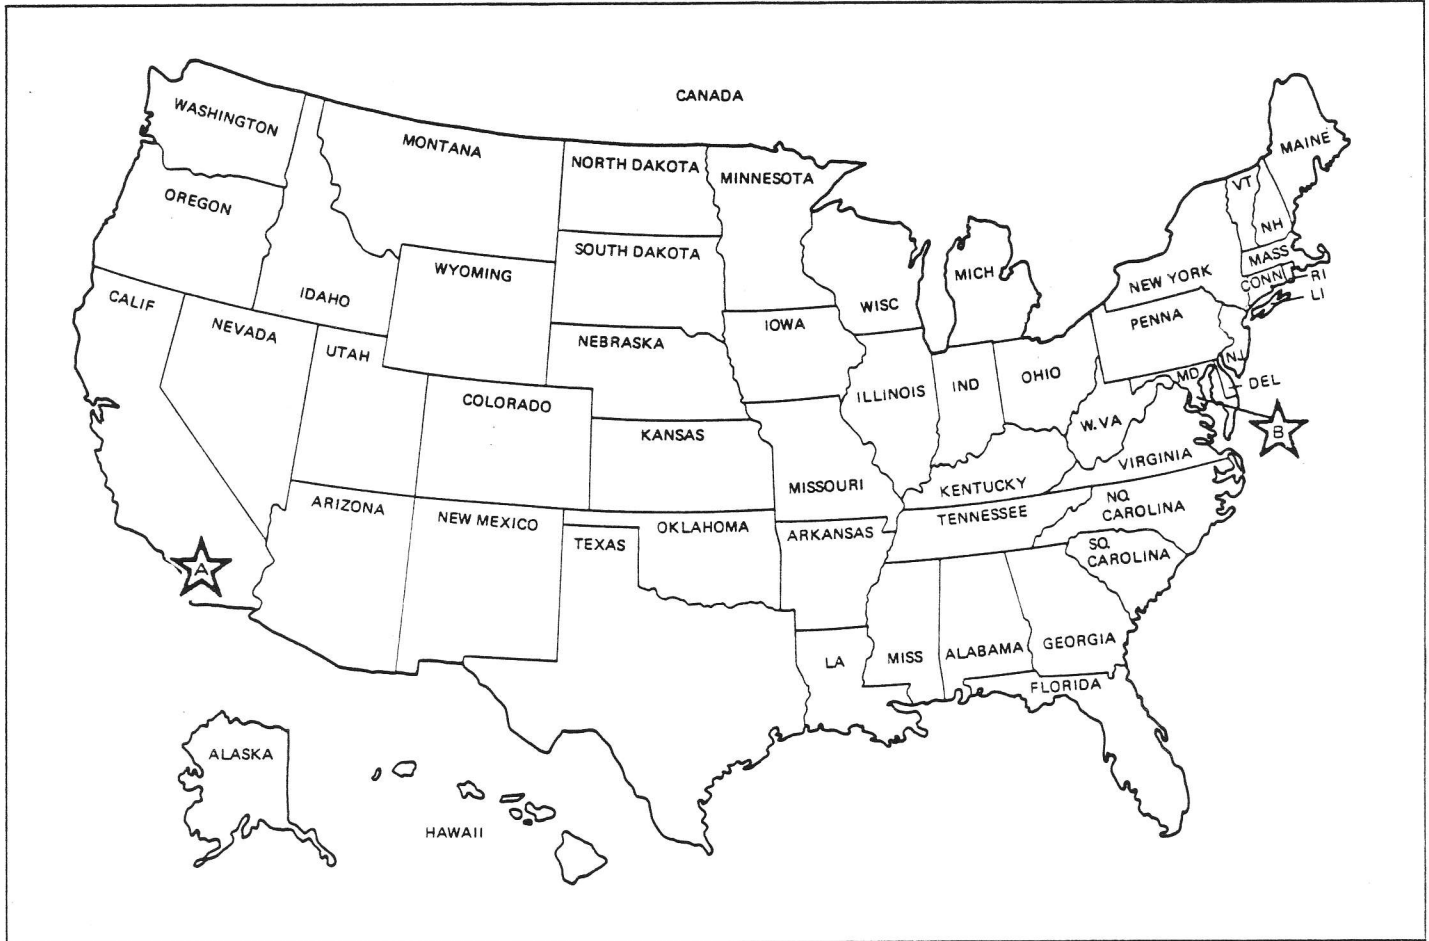 CANADA
WASHINGTON
MONTANA
NORTH DAKOTA
MINNESOTA
MAINE
OREGON
VT
NH
SOUTH DAKOTA
WYOMING
MICH
MASS
NEW YORK
CONN
RI
LI
IDAHO
CALIF
WISC
NEVADA
IOWA
PENNA
UTAH
NEBRASKA
NJ
MD
DEL
OHIO
IND
ILLINOIS
COLORADO
KANSAS
W.VA
B
VIRGINIA
MISSOURI
KENTUCKY
ARIZONA
NEW MEXICO
OKLAHOMA
TENNESSEE
NO.
CAROLINA
ARKANSAS
TEXAS
SO.
CAROLINA
A
LA
MISS
ALABAMA
GEORGIA
FLORIDA
ALASKA
HAWAII